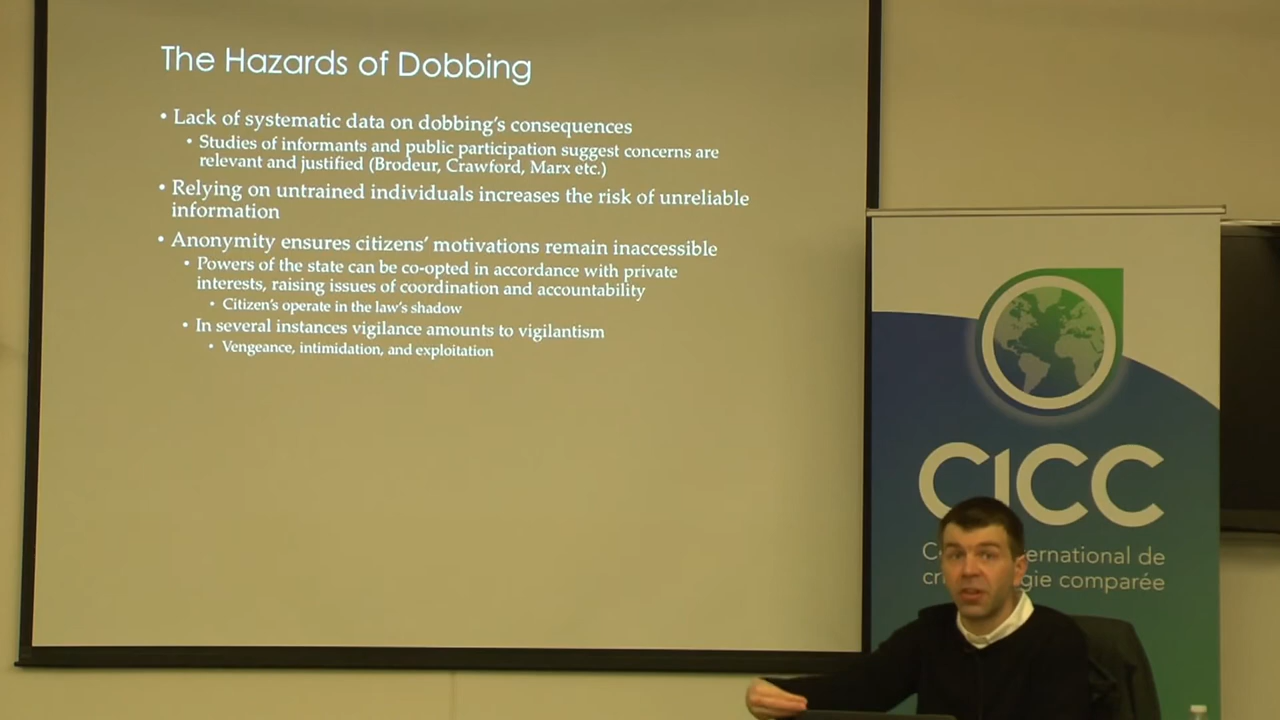 The Hazards of Dobbing
• Lack of systematic data on dobbing's consequences
• Studies of informants and public participation suggest concerns are
relevant and justified (Brodeur, Crawford, Marx etc.)
• Relying on untrained individuals increases the risk of unreliable
information
• Anonymity ensures citizens' motivations remain inaccessible
• Powers of the state can be co-opted in accordance with private
interests, raising issues of coordination and accountability
• Citizen's operate in the law's shadow
• In several instances vigilance amounts to vigilantism
• Vengeance, intimidation, and exploitation
CICC
de
comparée